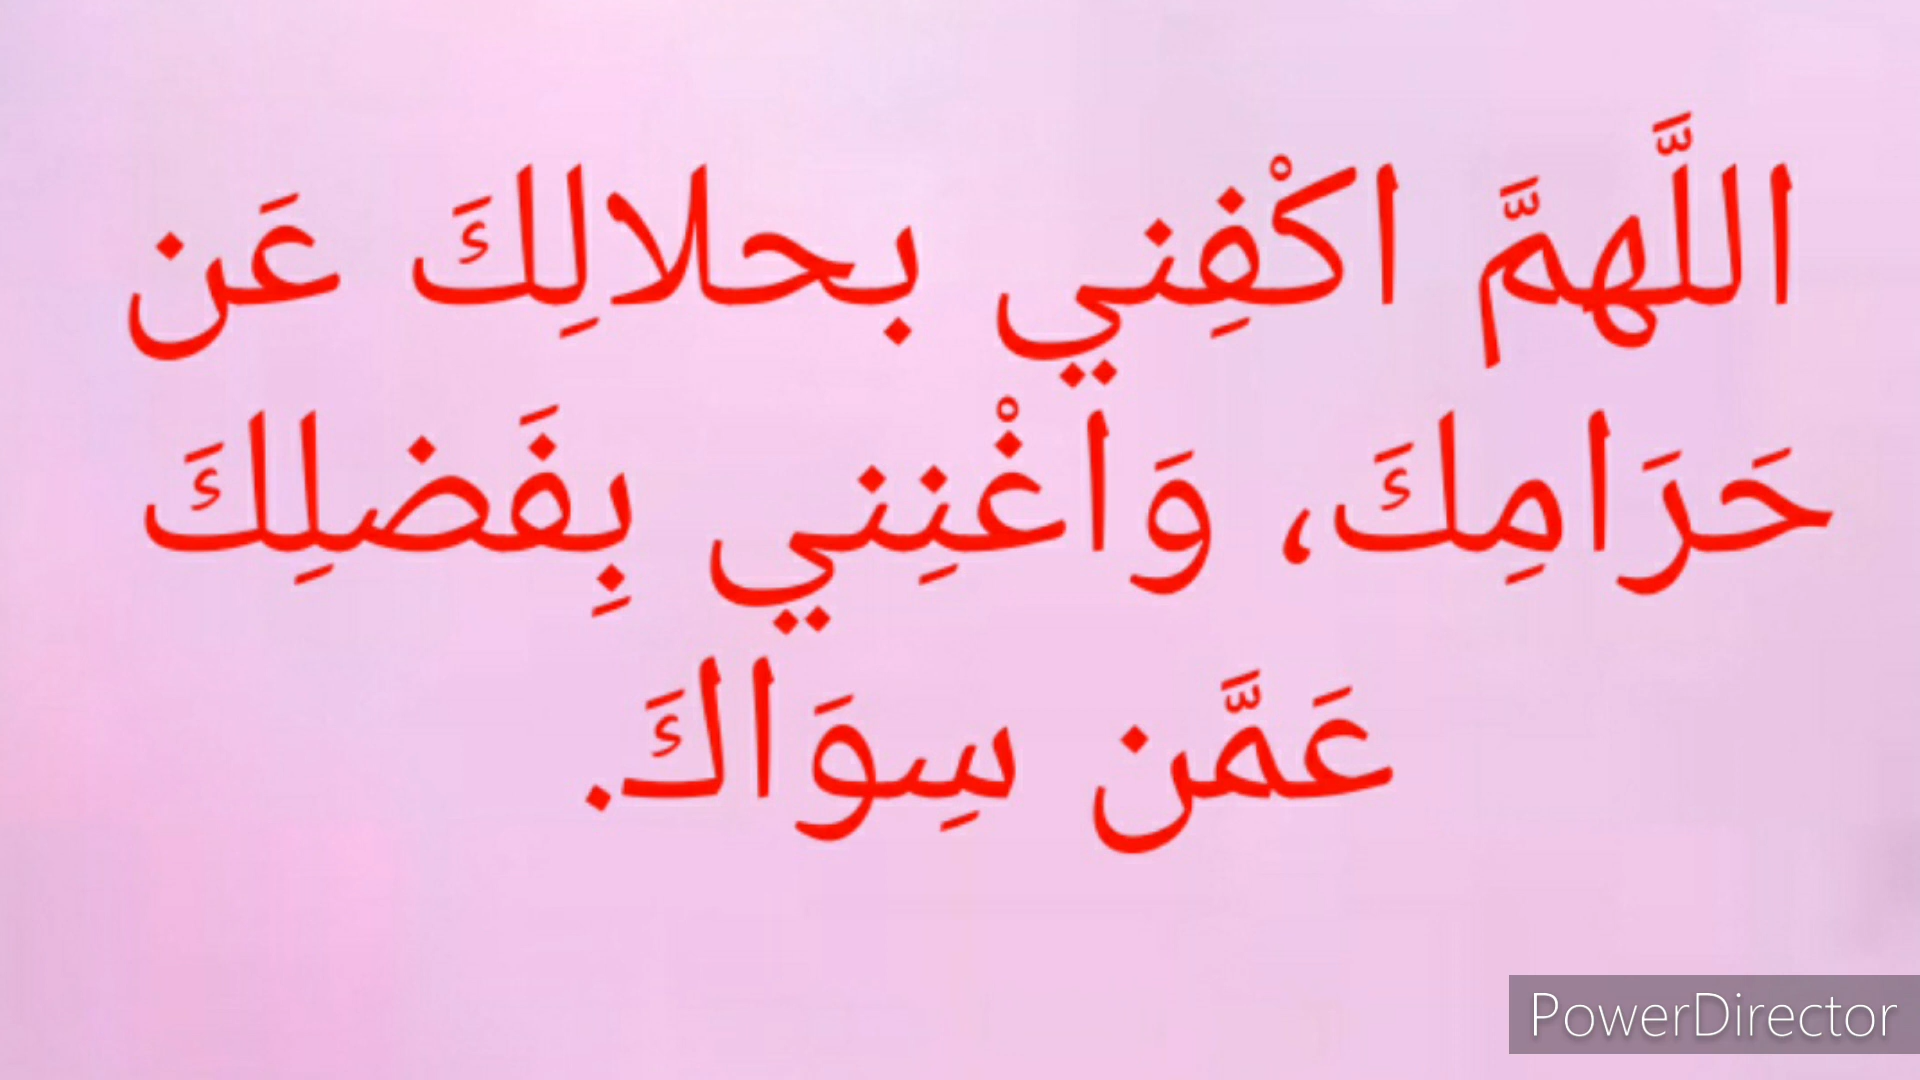 اللَّهمَّ اكْفِني بحلالِكَ عَن
حَرَامِكَ، وَاغْنِني بِفَضلِكَ
عَمَّن سِوَاكَ.
PowerDirector